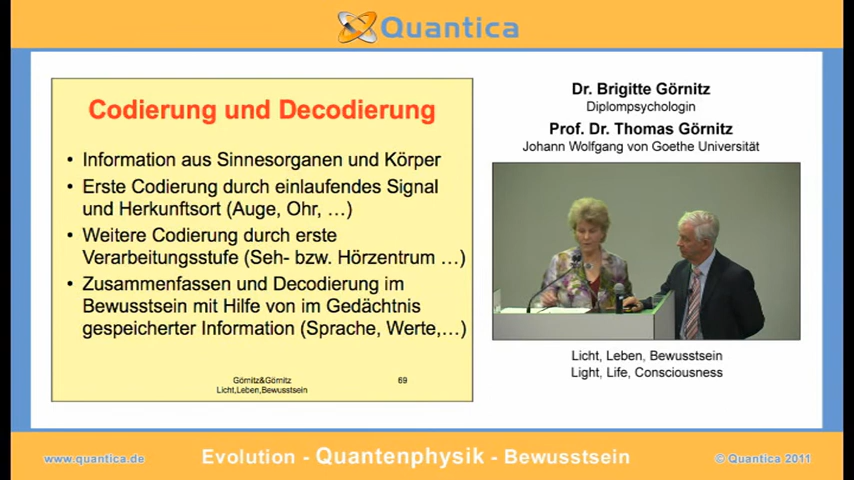 Quantica
Codierung und Decodierung
• Information aus Sinnesorganen und Körper
• Erste Codierung durch einlaufendes Signal
und Herkunftsort (Auge, Ohr, …)
• Weitere Codierung durch erste
Verarbeitungsstufe (Seh- bzw. Hörzentrum …)
• Zusammenfassen und Decodierung im
Bewusstsein mit Hilfe von im Gedächtnis
gespeicherter Information (Sprache, Werte,…)
Görnitz&Görnitz
Licht,Leben,Bewusstsein
69
Dr. Brigitte Görnitz
Diplompsychologin
Prof. Dr. Thomas Görnitz
Johann Wolfgang von Goethe Universität
Licht, Leben, Bewusstsein
Light, Life, Consciousness
www.quantica.de
Evolution - Quantenphysik - Bewusstsein
© Quantica 2011